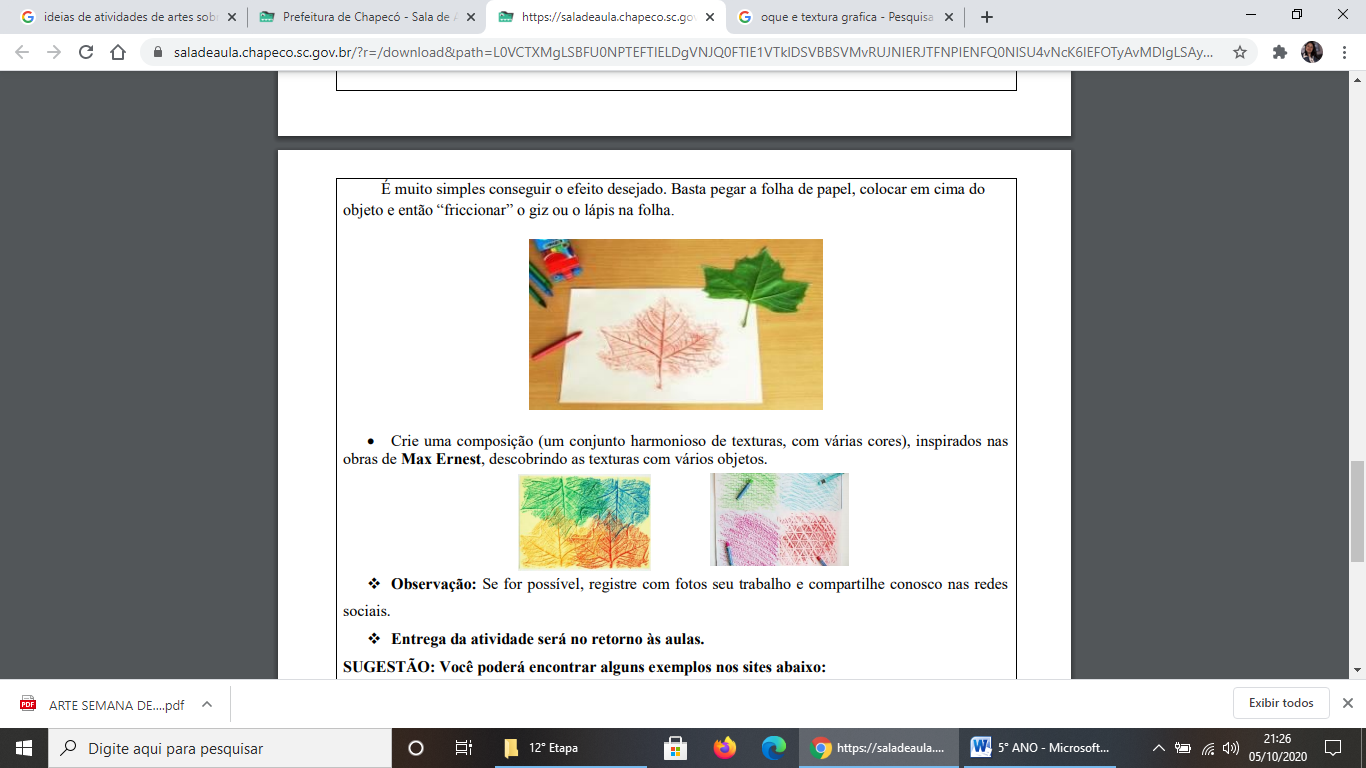 ideias de atividades de artes sob
Prefeitura de Chapecó - Sala de A
https://saladeaula.chapeco.sc.go
oque e textura grafica - Pesquisa
saladeaula.chapeco.sc.gov.br/?r=/download&path=L0VCTXMgLSBFU0NPTEFTIELDgVNJQ0FTIE1VTklDSVBBSVMvRUJNIERJTFNPIENFQ0NISU4vNcK6IEFOTyAvMDIgLSAy...
É muito simples conseguir o efeito desejado. Basta pegar a folha de papel, colocar em cima do
objeto e então “friccionar” o giz ou o lápis na folha.
• Crie uma composição (um conjunto harmonioso de texturas, com várias cores), inspirados nas
obras de Max Ernest, descobrindo as texturas com vários objetos.
❖ Observação: Se for possível, registre com fotos seu trabalho e compartilhe conosco nas redes
sociais.
❖ Entrega da atividade será no retorno às aulas.
SUGESTÃO: Você poderá encontrar alguns exemplos nos sites abaixo:
PDF
ARTE SEMANA DE....pdf
Exibir todos
Digite aqui para pesquisar
12° Etapa
https://saladeaula....
5° ANO - Microsoft...
21:26
05/10/2020